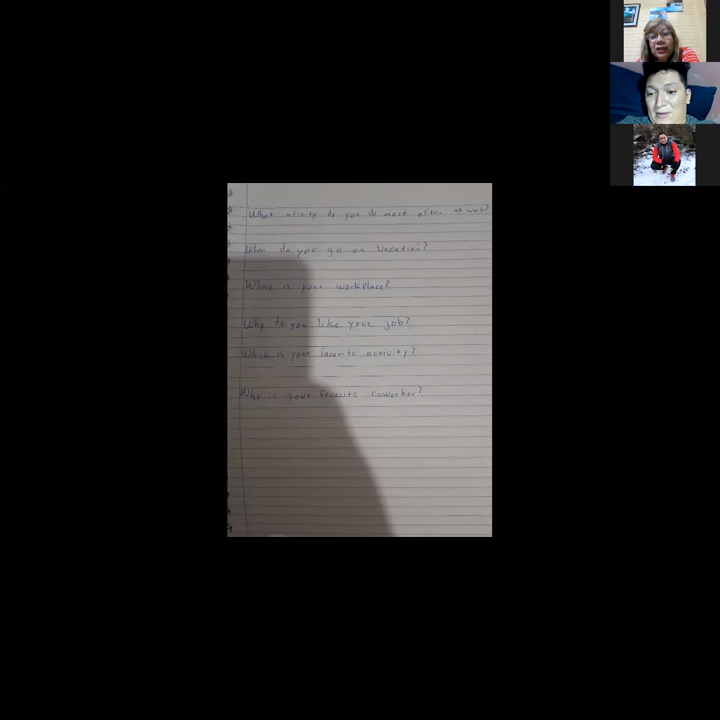 What ativity do you do most often at work?
When do you go on Vacation?
Where is your workplace?
Why do you like your job?
Which is your favorite activity?
Who is your favorite coworker?